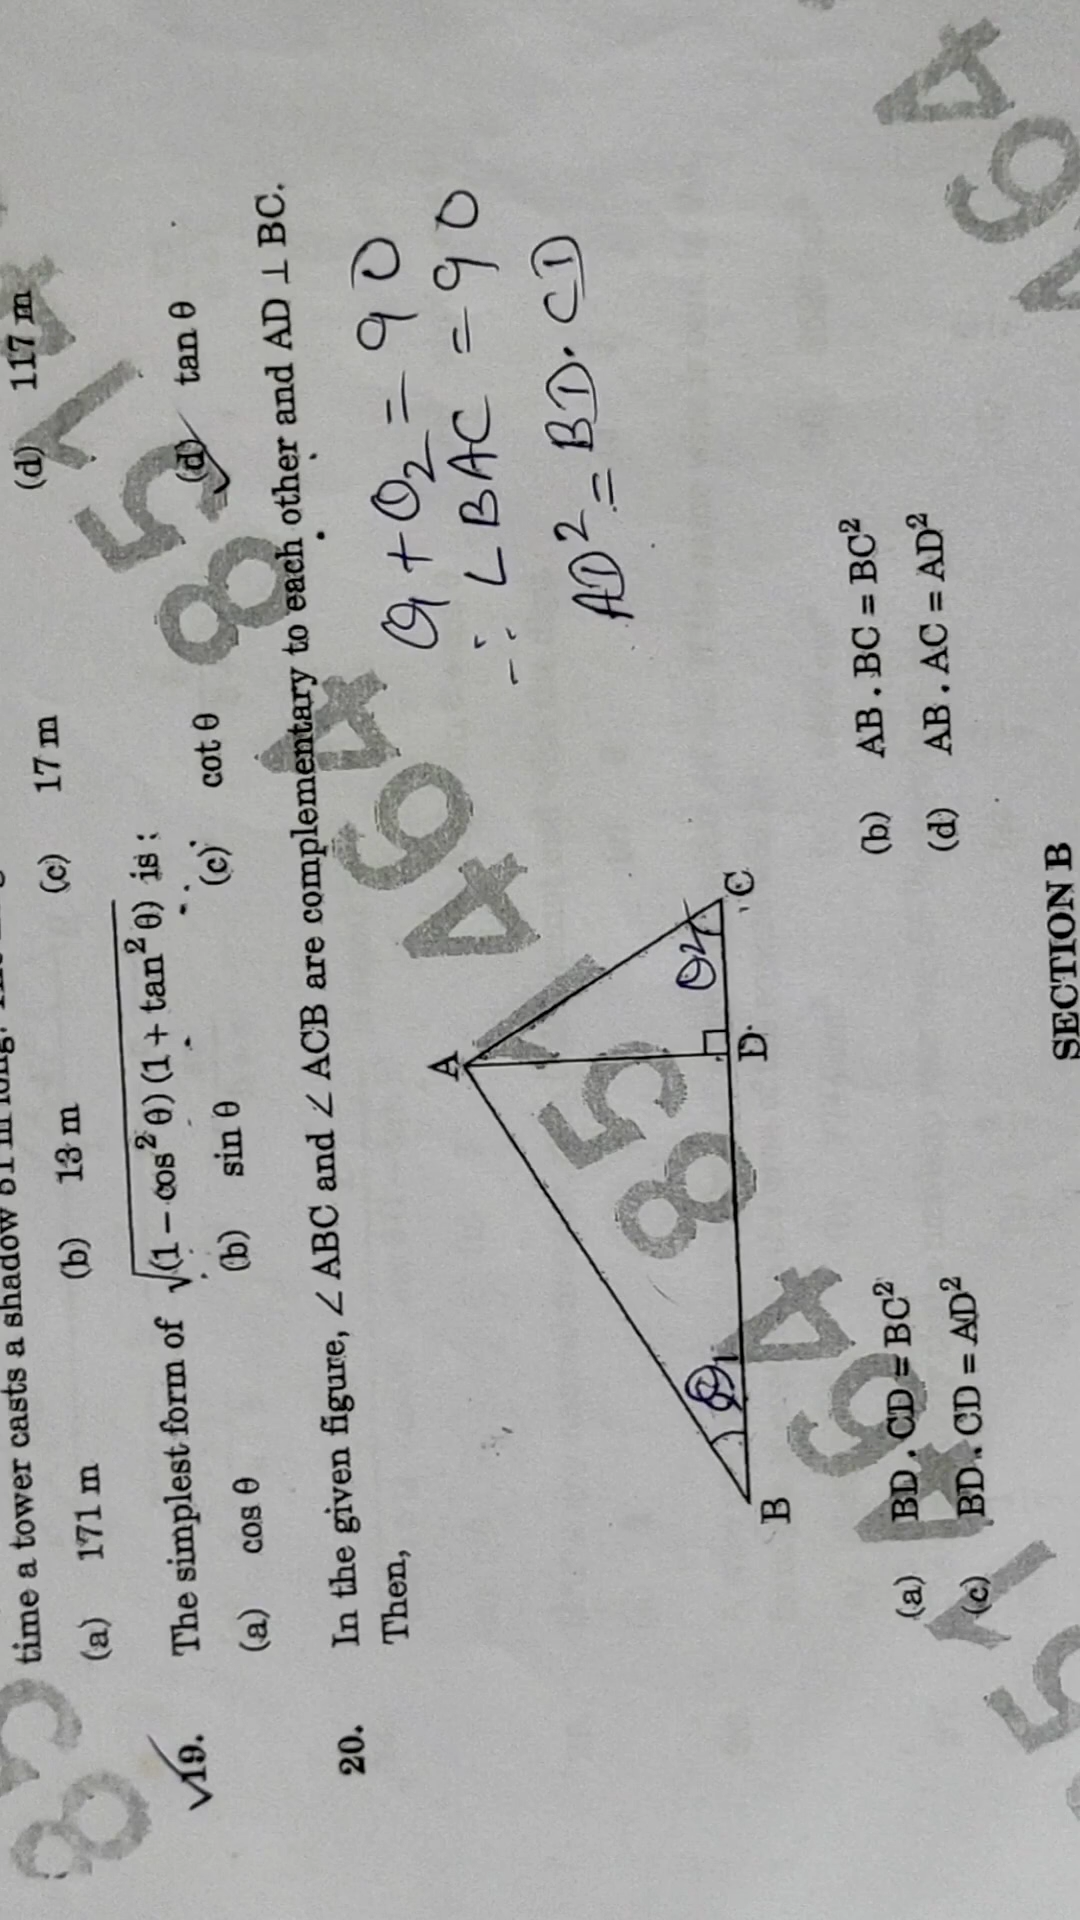 time a tower casts a shadow 51 m long.
(a) 171 m (b) 13 m (c) 17 m (d) 117 m
19. The simplest form of √(1 – cos² θ) (1 + tan² θ) is :
(a) cos θ (b) sin θ (c) cot θ (d) tan θ
20. In the given figure, ∠ ABC and ∠ ACB are complementary to each other and AD ⊥ BC.
Then,
θ1 + θ2 = 90
∴ ∠BAC = 90
AD² = BD. CD
A
θ1
θ2
B
D
C
(a) BD . CD = BC² (b) AB . BC = BC²
(c) BD . CD = AD² (d) AB . AC = AD²
SECTION B